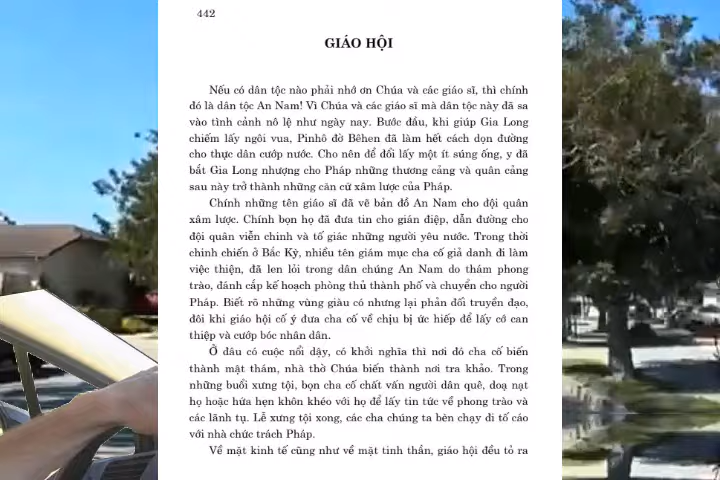 442
GIÁO HỘI
Nếu có dân tộc nào phải nhớ ơn Chúa và các giáo sĩ, thì chính
đó là dân tộc An Nam! Vì Chúa và các giáo sĩ mà dân tộc này đã sa
vào tình cảnh nô lệ như ngày nay. Bước đầu, khi giúp Gia Long
chiếm lấy ngôi vua, Pinhô đờ Bêhen đã làm hết cách dọn đường
cho thực dân cướp nước. Cho nên để đổi lấy một ít súng ống, y đã
bắt Gia Long nhượng cho Pháp những thương cảng và quân cảng
sau này trở thành những căn cứ xâm lược của Pháp.
Chính những tên giáo sĩ đã vẽ bản đồ An Nam cho đội quân
xâm lược. Chính bọn họ đã đưa tin cho gián điệp, dẫn đường cho
đội quân viễn chinh và tố giác những người yêu nước. Trong thời
chinh chiến ở Bắc Kỳ, nhiều tên giám mục cha cố giả danh đi làm
việc thiện, đã len lỏi trong dân chúng An Nam do thám phong
trào, đánh cắp kế hoạch phòng thủ thành phố và chuyển cho người
Pháp. Biết rõ những vùng giàu có nhưng lại phản đối truyền đạo,
đôi khi giáo hội cố ý đưa cha cố về chịu bị ức hiếp để lấy cớ can
thiệp và cướp bóc nhân dân.
Ở đâu có cuộc nổi dậy, có khởi nghĩa thì nơi đó cha cố biến
thành mật thám, nhà thờ Chúa biến thành nơi tra khảo. Trong
những buổi xưng tội, bọn cha cố chất vấn người dân quê, doạ nạt
họ hoặc hứa hẹn khôn khéo với họ để lấy tin tức về phong trào và
các lãnh tụ. Lễ xưng tội xong, các cha chúng ta bèn chạy đi tố cáo
với nhà chức trách Pháp.
Về mặt kinh tế cũng như về mặt tinh thần, giáo hội đều tỏ ra